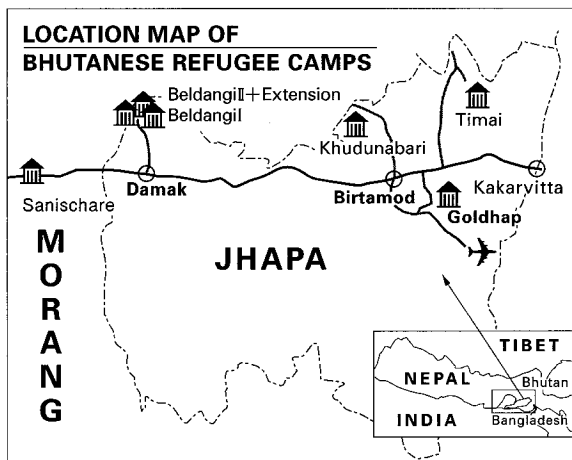 LOCATION MAP OF
BHUTANESE REFUGEE CAMPS
BeldangiⅡ+Extension
BeldangiⅠ
Timai
Khudunabari
Sanischare
Damak
Birtamod
Kakarvitta
Goldhap
MORANG
JHAPA
TIBET
NEPAL
Bhutan
INDIA
Bangladesh